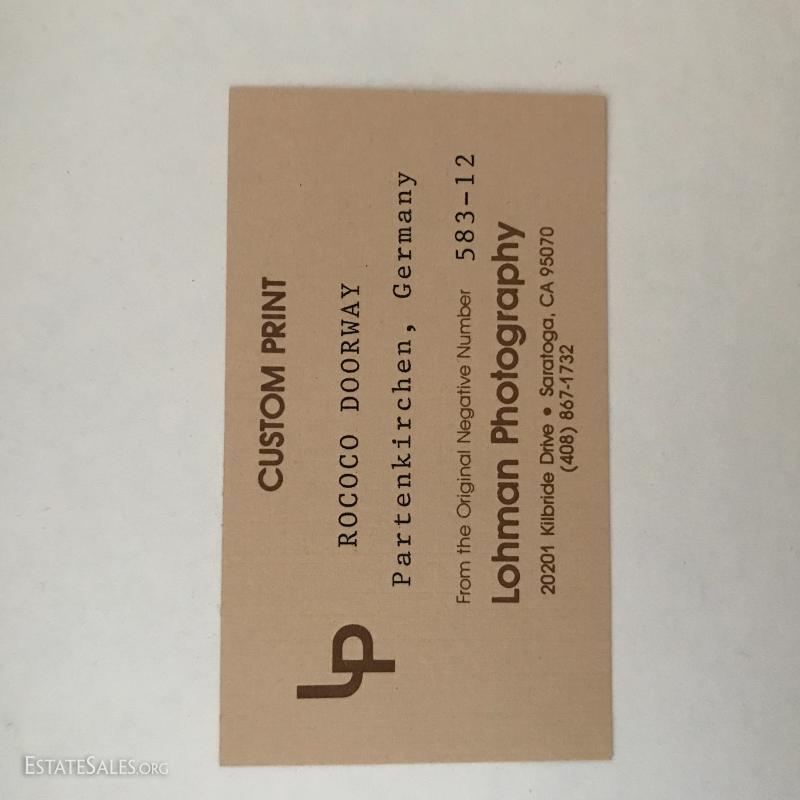 CUSTOM PRINT
ROCOCO DOORWAY
Partenkirchen, Germany
From the Original Negative Number 583-12
Lohman Photography
20201 Kilbride Drive • Saratoga, CA 95070
(408) 867-1732
LP
ESTATESALES.ORG